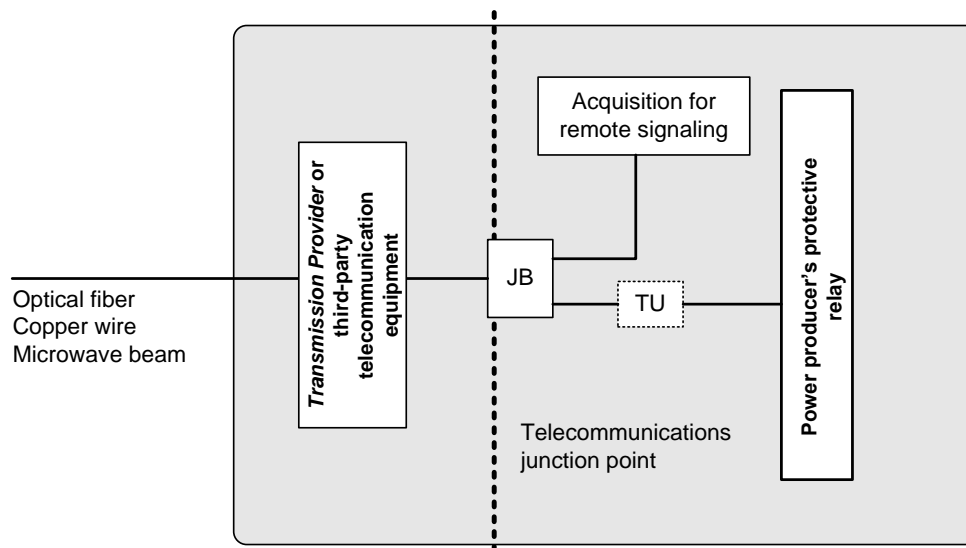 Optical fiber
Copper wire
Microwave beam
Transmission Provider or
third-party
telecommunication
equipment
JB
Acquisition for
remote signaling
TU
Power producer's protective
relay
Telecommunications
junction point